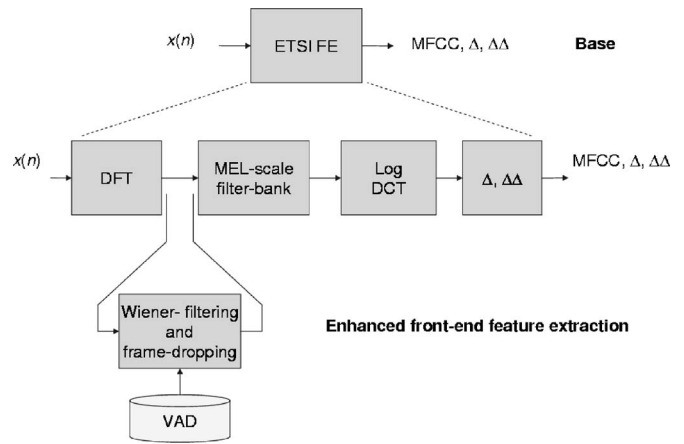 x(n)
ETSI FE
MFCC, Δ, ΔΔ
Base
x(n)
DFT
MEL-scale
filter-bank
Log
DCT
Δ, ΔΔ
MFCC, Δ, ΔΔ
Wiener- filtering
and
frame-dropping
Enhanced front-end feature extraction
VAD